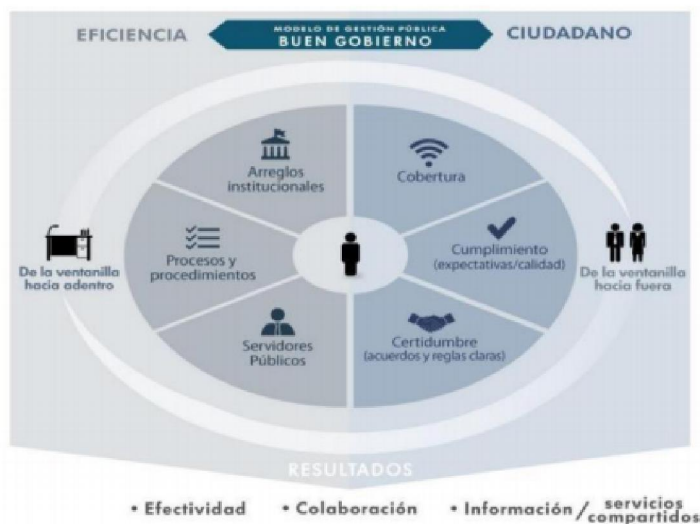 EFICIENCIA
MODELO DE GESTIÓN PÚBLICA
BUEN GOBIERNO
CIUDADANO
Arreglos
institucionales
Cobertura
De la ventanilla
hacia adentro
Procesos y
procedimientos
Cumplimiento
(expectativas/calidad)
De la ventanilla
hacia fuera
Servidores
Públicos
Certidumbre
(acuerdos y reglas claras)
RESULTADOS
• Efectividad
• Colaboración
• Información / servicios
compartidos